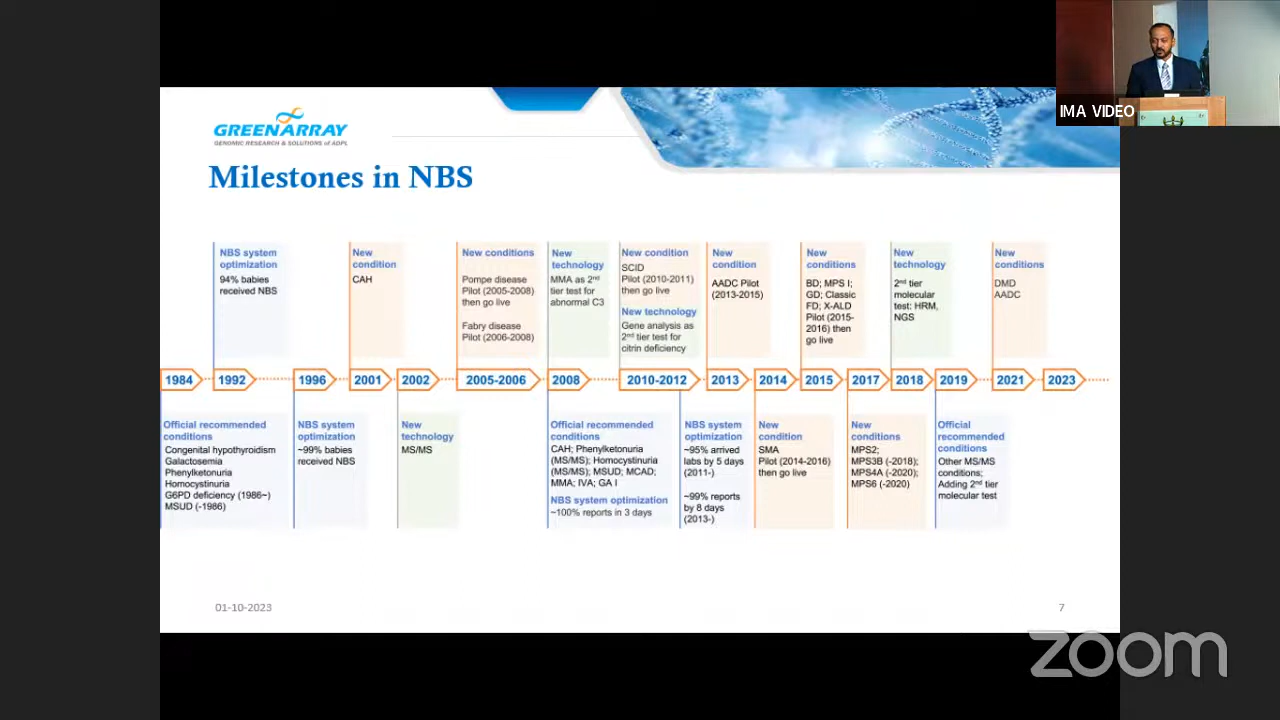 IMA VIDEO
GREENARRAY
GENOMIC RESEARCH & SOLUTIONS of ADPL
Milestones in NBS
NBS system
optimization
94% babies
received NBS
New
condition
CAH
New conditions
Pompe disease
Pilot (2005-2008)
then go live
Fabry disease
Pilot (2006-2008)
New
technology
MMA as 2nd
tier test for
abnormal C3
New condition
SCID
Pilot (2010-2011)
then go live
New technology
Gene analysis as
2nd tier test for
citrin deficiency
New
condition
AADC Pilot
(2013-2015)
New
conditions
BD; MPS I;
GD; Classic
FD; X-ALD
Pilot (2015-
2016) then
go live
New
technology
2nd tier
molecular
test: HRM,
NGS
New
conditions
DMD
AADC
1984 1992 1996 2001 2002 2005-2006 2008 2010-2012 2013 2014 2015 2017 2018 2019 2021 2023
Official recommended
conditions
Congenital hypothyroidism
Galactosemia
Phenylketonuria
Homocystinuria
G6PD deficiency (1986~)
MSUD (-1986)
NBS system
optimization
~99% babies
received NBS
New
technology
MS/MS
Official recommended
conditions
CAH; Phenylketonuria
(MS/MS); Homocystinuria
(MS/MS); MSUD; MCAD;
MMA; IVA; GA I
NBS system optimization
~100% reports in 3 days
NBS system
optimization
~95% arrived
labs by 5 days
(2011-)
~99% reports
by 8 days
(2013-)
New
condition
SMA
Pilot (2014-2016)
then go live
New
conditions
MPS2;
MPS3B (-2018);
MPS4A (-2020);
MPS6 (-2020)
Official
recommended
conditions
Other MS/MS
conditions;
Adding 2nd tier
molecular test
01-10-2023
7
zoom